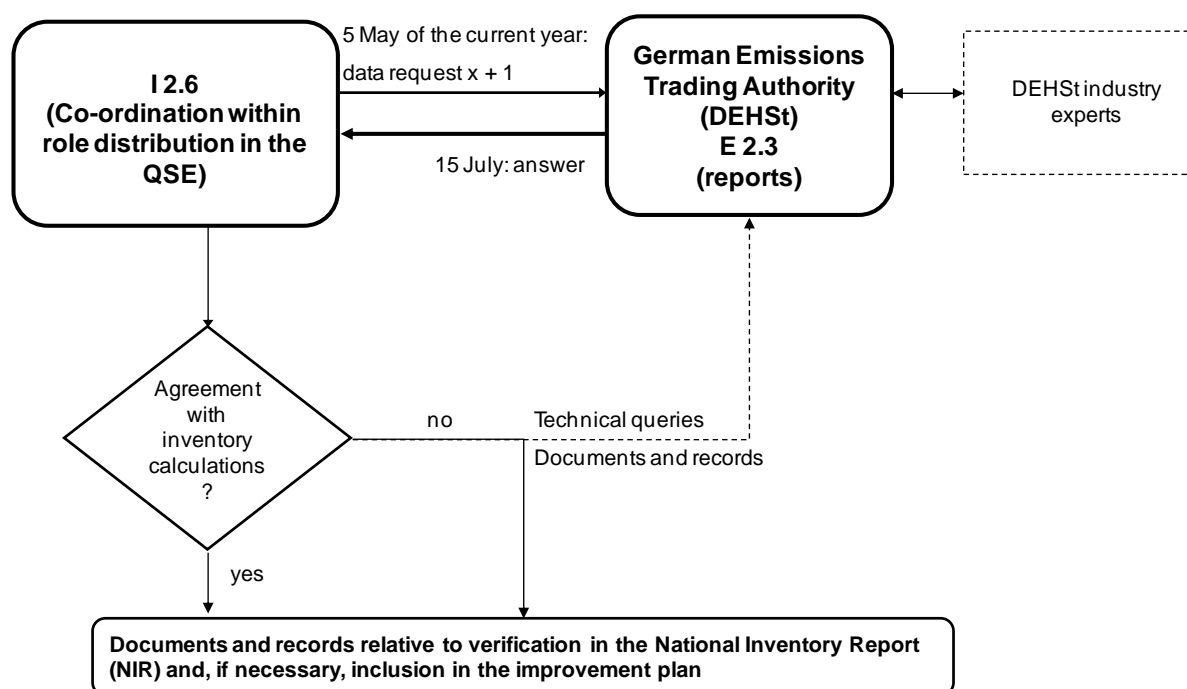 I 2.6
(Co-ordination within
role distribution in the
QSE)
5 May of the current year:
data request x + 1
15 July: answer
German Emissions
Trading Authority
(DEHSt)
E 2.3
(reports)
DEHSt industry
experts
Agreement
with
inventory
calculations
?
no
Technical queries
Documents and records
yes
Documents and records relative to verification in the National Inventory Report
(NIR) and, if necessary, inclusion in the improvement plan